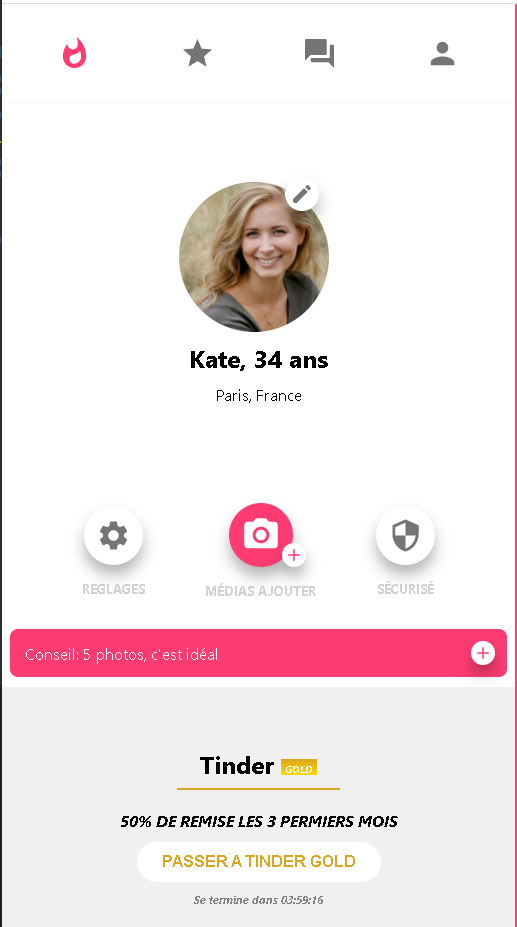 Kate, 34 ans
Paris, France
REGLAGES
MÉDIAS AJOUTER
SÉCURISÉ
Conseil: 5 photos, c'est idéal
Tinder GOLD
50% DE REMISE LES 3 PERMIERS MOIS
PASSER A TINDER GOLD
Se termine dans 03:59:16